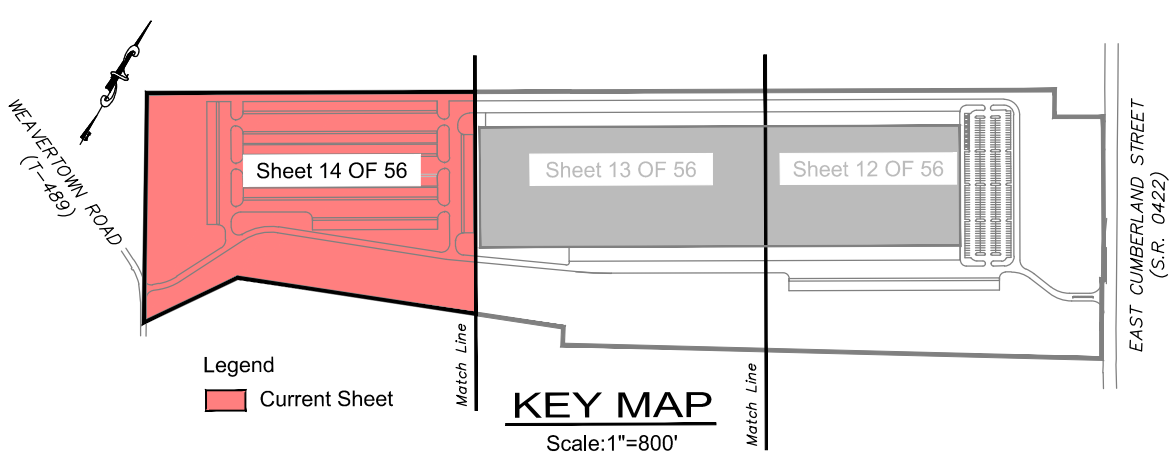 WEAVERTOWN ROAD
(T-489)
Sheet 14 OF 56
Sheet 13 OF 56
Sheet 12 OF 56
EAST CUMBERLAND STREET
(S.R. 0422)
Legend
Current Sheet
Match Line
Match Line
KEY MAP
Scale:1"=800'